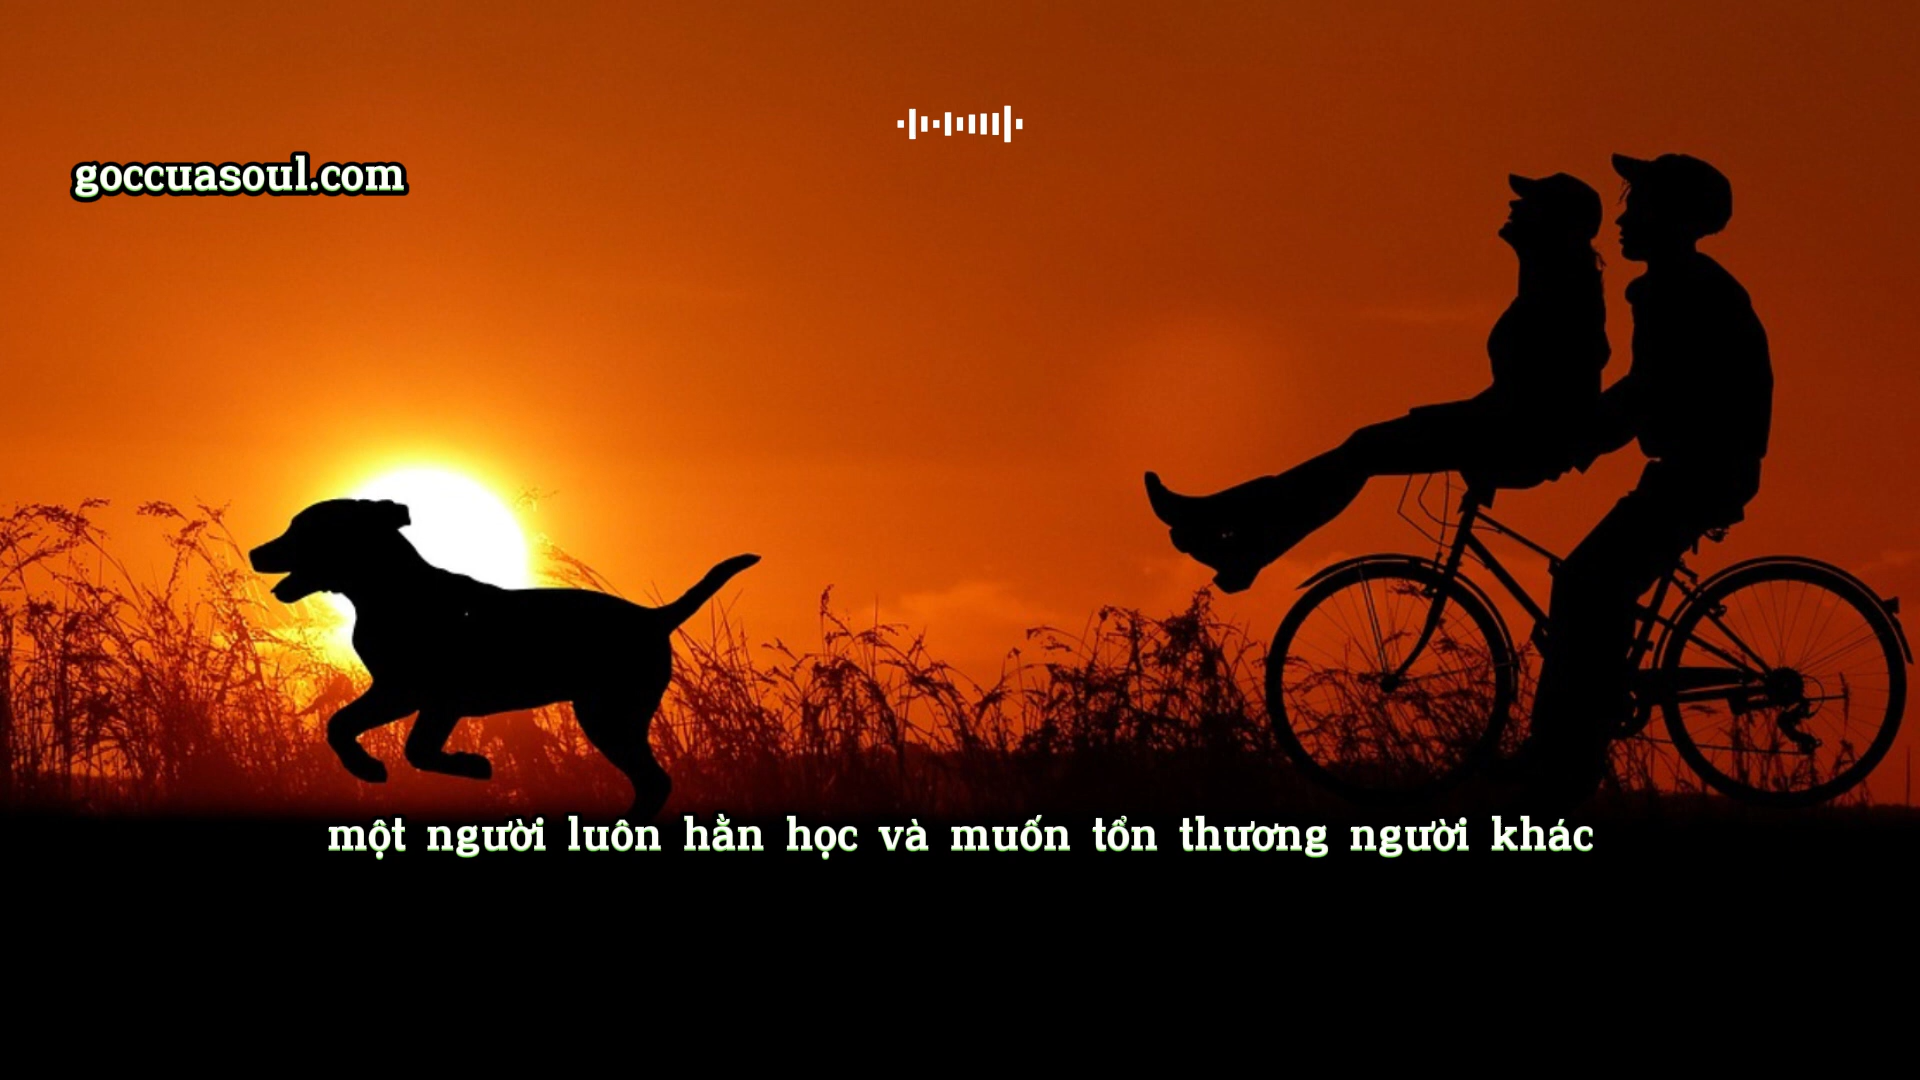 goccuasoul.com
một người luôn hằn học và muốn tổn thương người khác